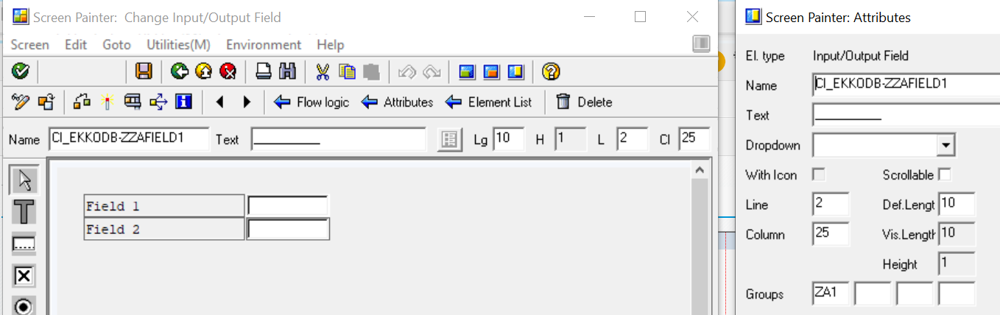 Screen Painter: Change Input/Output Field
Screen Edit Goto Utilities(M) Environment Help
Flow logic Attributes Element List Delete
Name CI_EKKODB-ZZAFIELD1 Text __________ Lg 10 H 1 L 2 Cl 25
Field 1
Field 2
Screen Painter: Attributes
El. type Input/Output Field
Name CI_EKKODB-ZZAFIELD1
Text __________
Dropdown
With Icon Scrollable
Line 2 Def.Lengt 10
Column 25 Vis.Length 10
Height 1
Groups ZA1